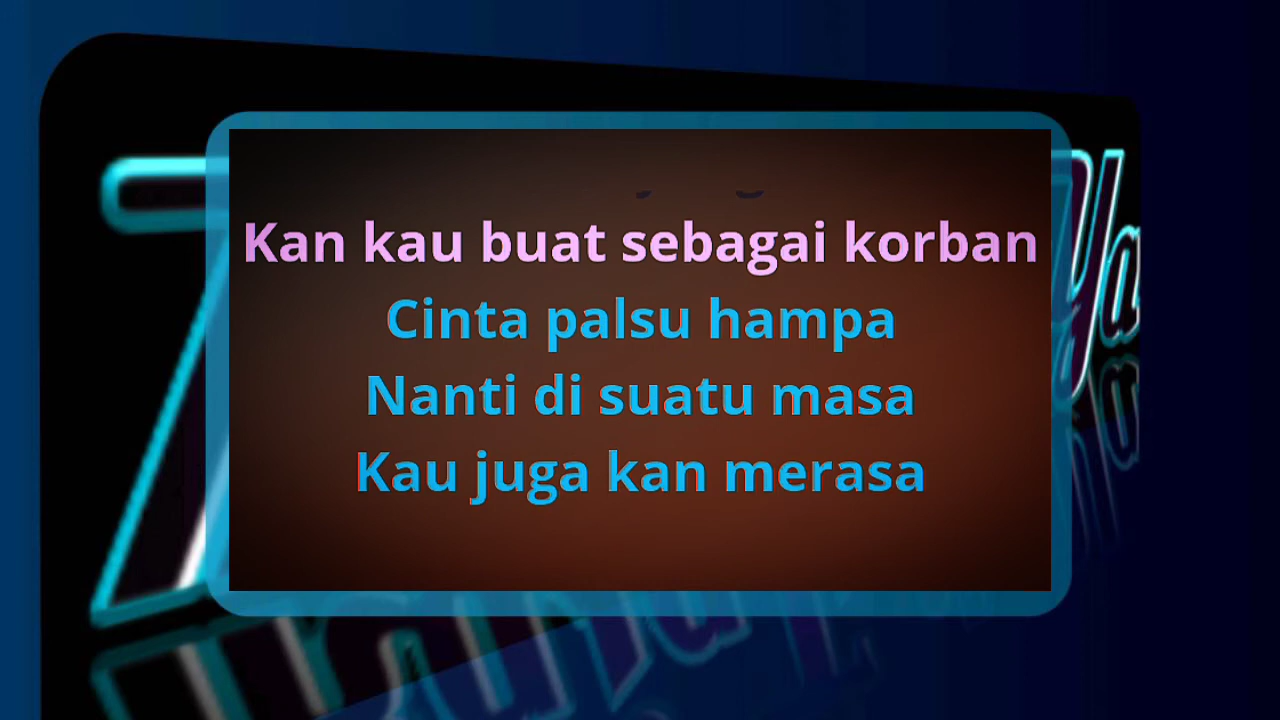 Kan kau buat sebagai korban
Cinta palsu hampa
Nanti di suatu masa
Kau juga kan merasa